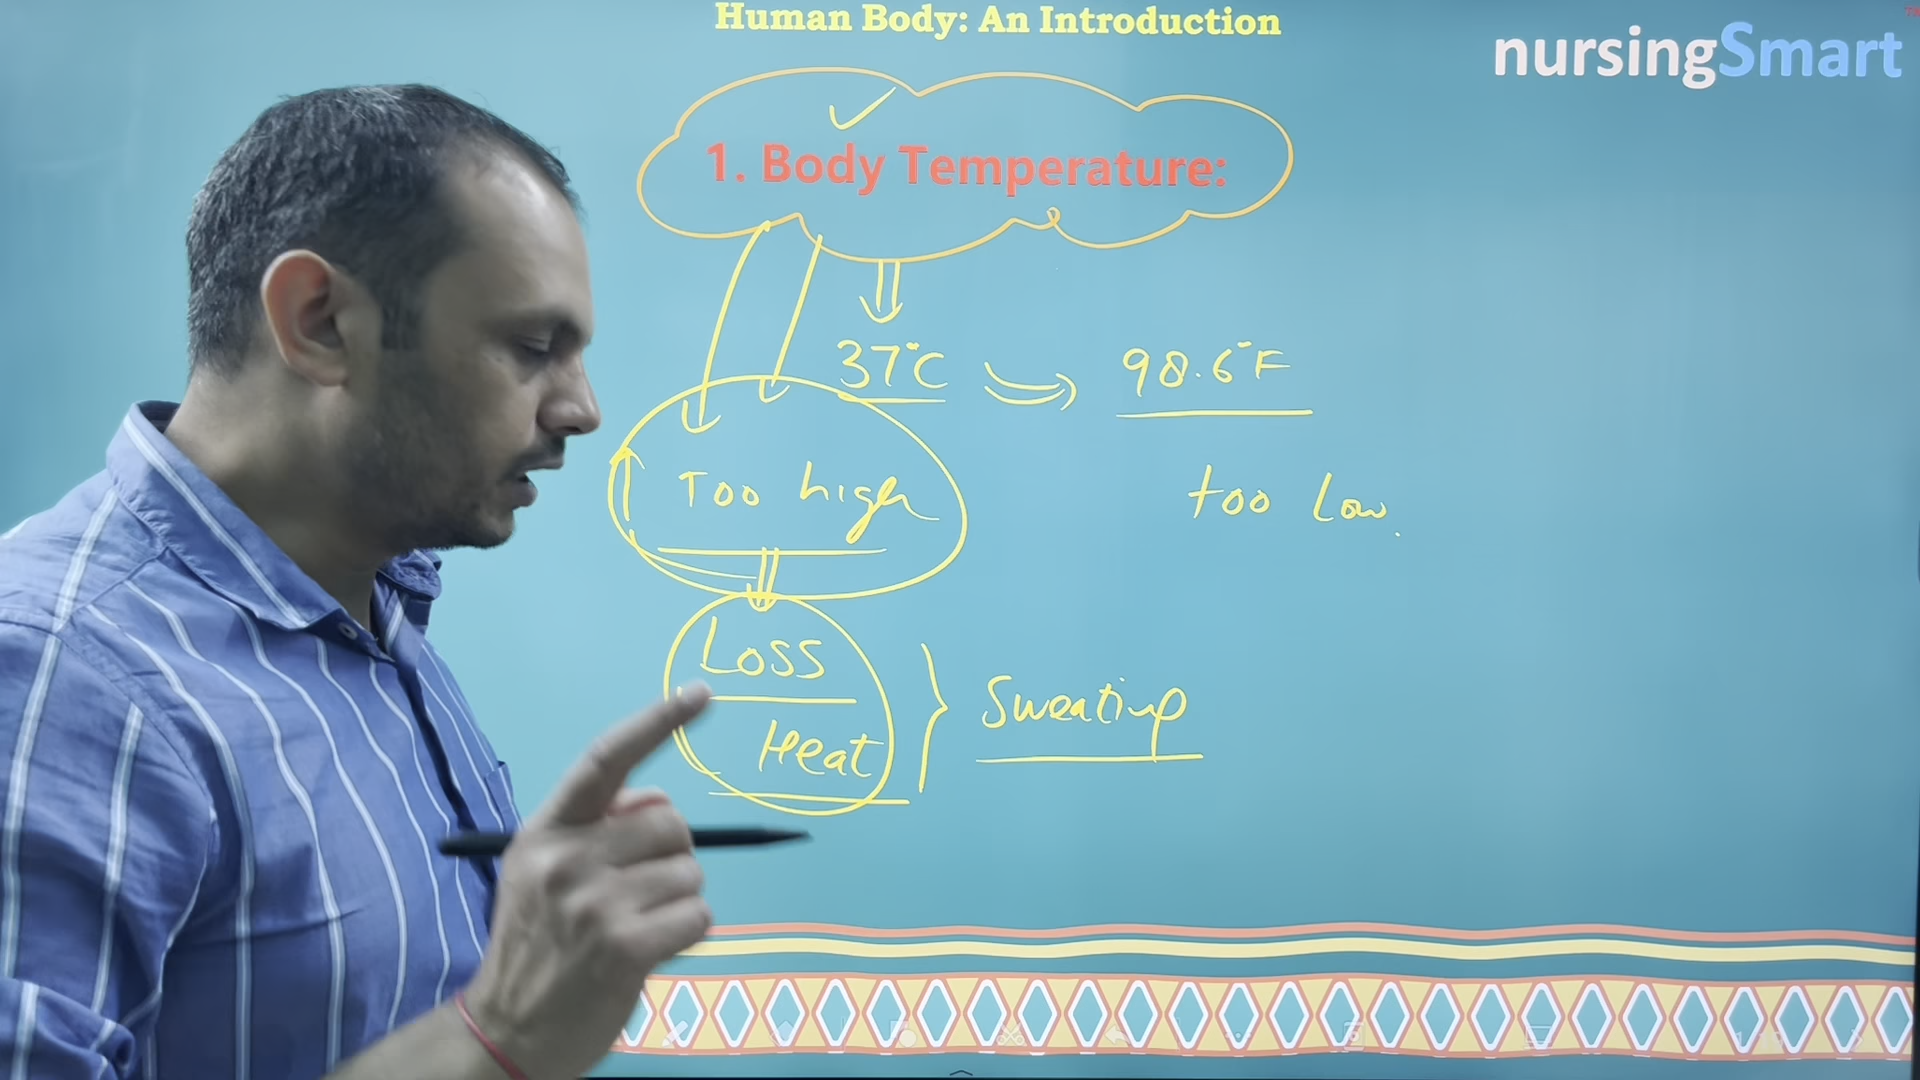 Human Body: An Introduction
nursingSmart
1. Body Temperature:
37°C 98.6°F
Too high too Low.
Loss
Heat
Sweating